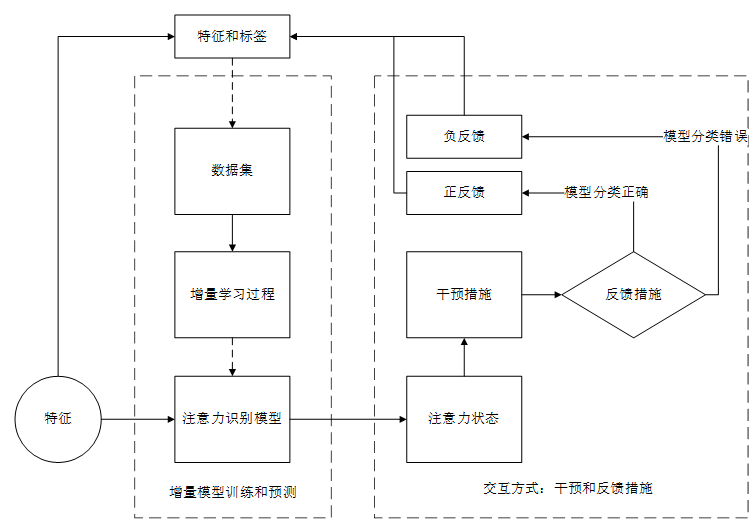 特征和标签
负反馈
模型分类错误
数据集
正反馈
模型分类正确
增量学习过程
干预措施
反馈措施
特征
注意力识别模型
注意力状态
增量模型训练和预测
交互方式：干预和反馈措施